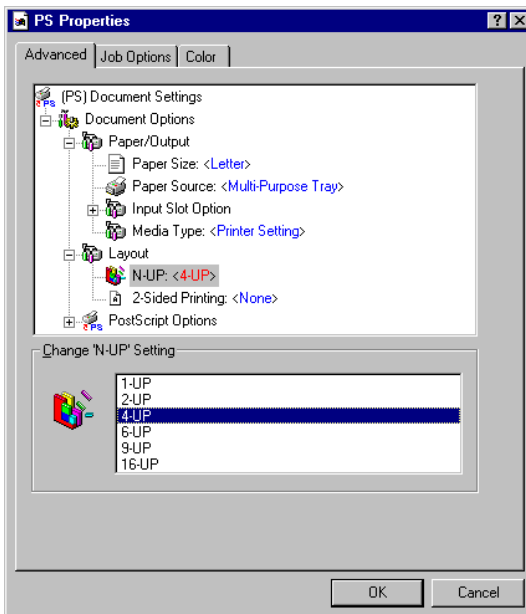 PS Properties
Advanced Job Options Color
(PS) Document Settings
Document Options
Paper/Output
Paper Size: <Letter>
Paper Source: <Multi-Purpose Tray>
Input Slot Option
Media Type: <Printer Setting>
Layout
N-UP: <4-UP>
2-Sided Printing: <None>
PostScript Options
Change 'N-UP' Setting
1-UP
2-UP
4-UP
6-UP
9-UP
16-UP
OK Cancel